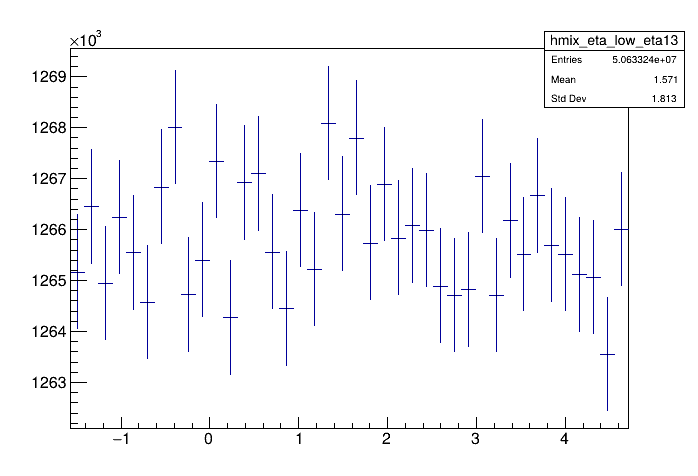 ×10³
hmix_eta_low_eta13
Entries 5.063324e+07
Mean 1.571
Std Dev 1.813
1269
1268
1267
1266
1265
1264
1263
−1 0 1 2 3 4